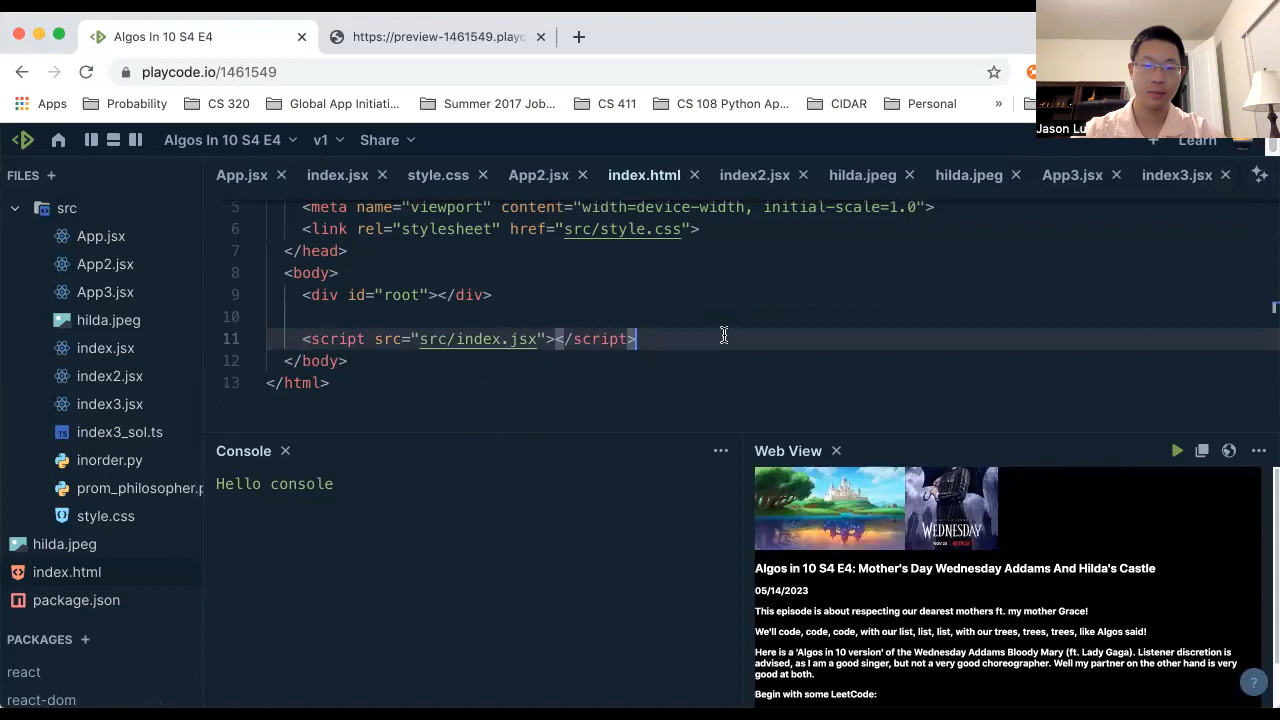 Algos In 10 S4 E4
https://preview-1461549.playc
playcode.io/1461549
Apps
Probability
CS 320
Global App Initiati...
Summer 2017 Job...
CS 411
CS 108 Python Ap...
CIDAR
Personal
»
Jason Lu
Algos In 10 S4 E4
v1
Share
Learn
FILES +
App.jsx
index.jsx
style.css
App2.jsx
index.html
index2.jsx
hilda.jpeg
hilda.jpeg
App3.jsx
index3.jsx
src
App.jsx
App2.jsx
App3.jsx
hilda.jpeg
index.jsx
index2.jsx
index3.jsx
index3_sol.ts
inorder.py
prom_philosopher.p
style.css
hilda.jpeg
index.html
package.json
PACKAGES +
react
react-dom
5 <meta name="viewport" content="width=device-width, initial-scale=1.0">
6 <link rel="stylesheet" href="src/style.css">
7 </head>
8 <body>
9 <div id="root"></div>
10
11 <script src="src/index.jsx"></script>
12 </body>
13 </html>
Console
Hello console
Web View
WEDNESDAY
NOV 23 NETFLIX
Algos in 10 S4 E4: Mother's Day Wednesday Addams And Hilda's Castle
05/14/2023
This episode is about respecting our dearest mothers ft. my mother Grace!
We'll code, code, code, with our list, list, list, with our trees, trees, trees, like Algos said!
Here is a 'Algos in 10 version' of the Wednesday Addams Bloody Mary (ft. Lady Gaga). Listener discretion is
advised, as I am a good singer, but not a very good choreographer. Well my partner on the other hand is very
good at both.
Begin with some LeetCode:
?